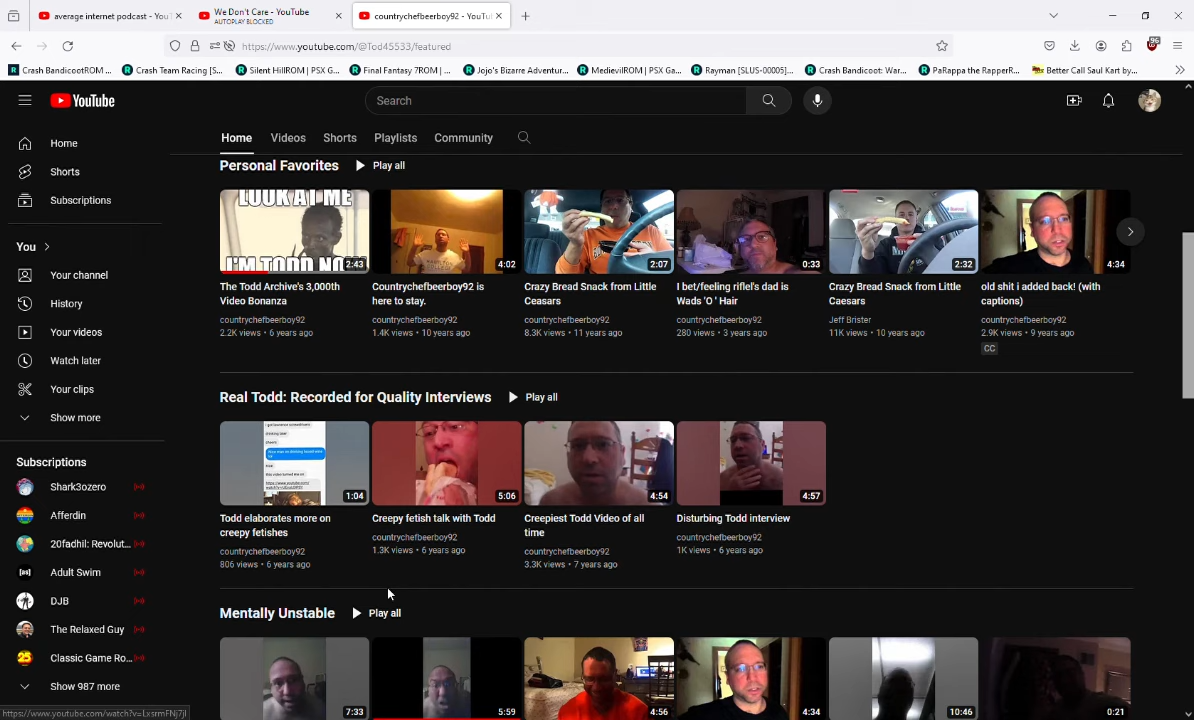 average internet podcast - You
We Don't Care - YouTube
AUTOPLAY BLOCKED
countrychefbeerboy92 - YouTu
https://www.youtube.com/@Tod45533/featured
96
Crash BandicootROM ...
Crash Team Racing [S...
Silent HillROM | PSX G...
Final Fantasy 7ROM | ...
Jojo's Bizarre Adventur...
MedievilROM | PSX Ga...
Rayman [SLUS-00005]...
Crash Bandicoot: War...
PaRappa the RapperR...
Better Call Saul Kart by...
YouTube
Search
Home
Videos
Shorts
Playlists
Community
Home
Shorts
Subscriptions
You
Your channel
History
Your videos
Watch later
Your clips
Show more
Subscriptions
Shark3ozero
Afferdin
20fadhil: Revolut...
[as]
Adult Swim
DJB
The Relaxed Guy
Classic Game Ro...
Show 987 more
Personal Favorites
Play all
LOOK AT ME
I'M TODD NOW
2:43
4:02
2:07
0:33
2:32
4:34
The Todd Archive's 3,000th
Video Bonanza
countrychefbeerboy92
2.2K views • 6 years ago
Countrychefbeerboy92 is
here to stay.
countrychefbeerboy92
1.4K views • 10 years ago
Crazy Bread Snack from Little
Ceasars
countrychefbeerboy92
8.3K views • 11 years ago
I bet/feeling riflel's dad is
Wads 'O ' Hair
countrychefbeerboy92
280 views • 3 years ago
Crazy Bread Snack from Little
Caesars
Jeff Brister
11K views • 10 years ago
old shit i added back! (with
captions)
countrychefbeerboy92
2.9K views • 9 years ago
CC
Real Todd: Recorded for Quality Interviews
Play all
1:04
5:06
4:54
4:57
Todd elaborates more on
creepy fetishes
countrychefbeerboy92
806 views • 6 years ago
Creepy fetish talk with Todd
countrychefbeerboy92
1.3K views • 6 years ago
Creepiest Todd Video of all
time
countrychefbeerboy92
3.3K views • 7 years ago
Disturbing Todd interview
countrychefbeerboy92
1K views • 6 years ago
Mentally Unstable
Play all
7:33
5:59
4:56
4:34
10:46
0:21
https://www.youtube.com/watch?v=LxsrmFNj7jI